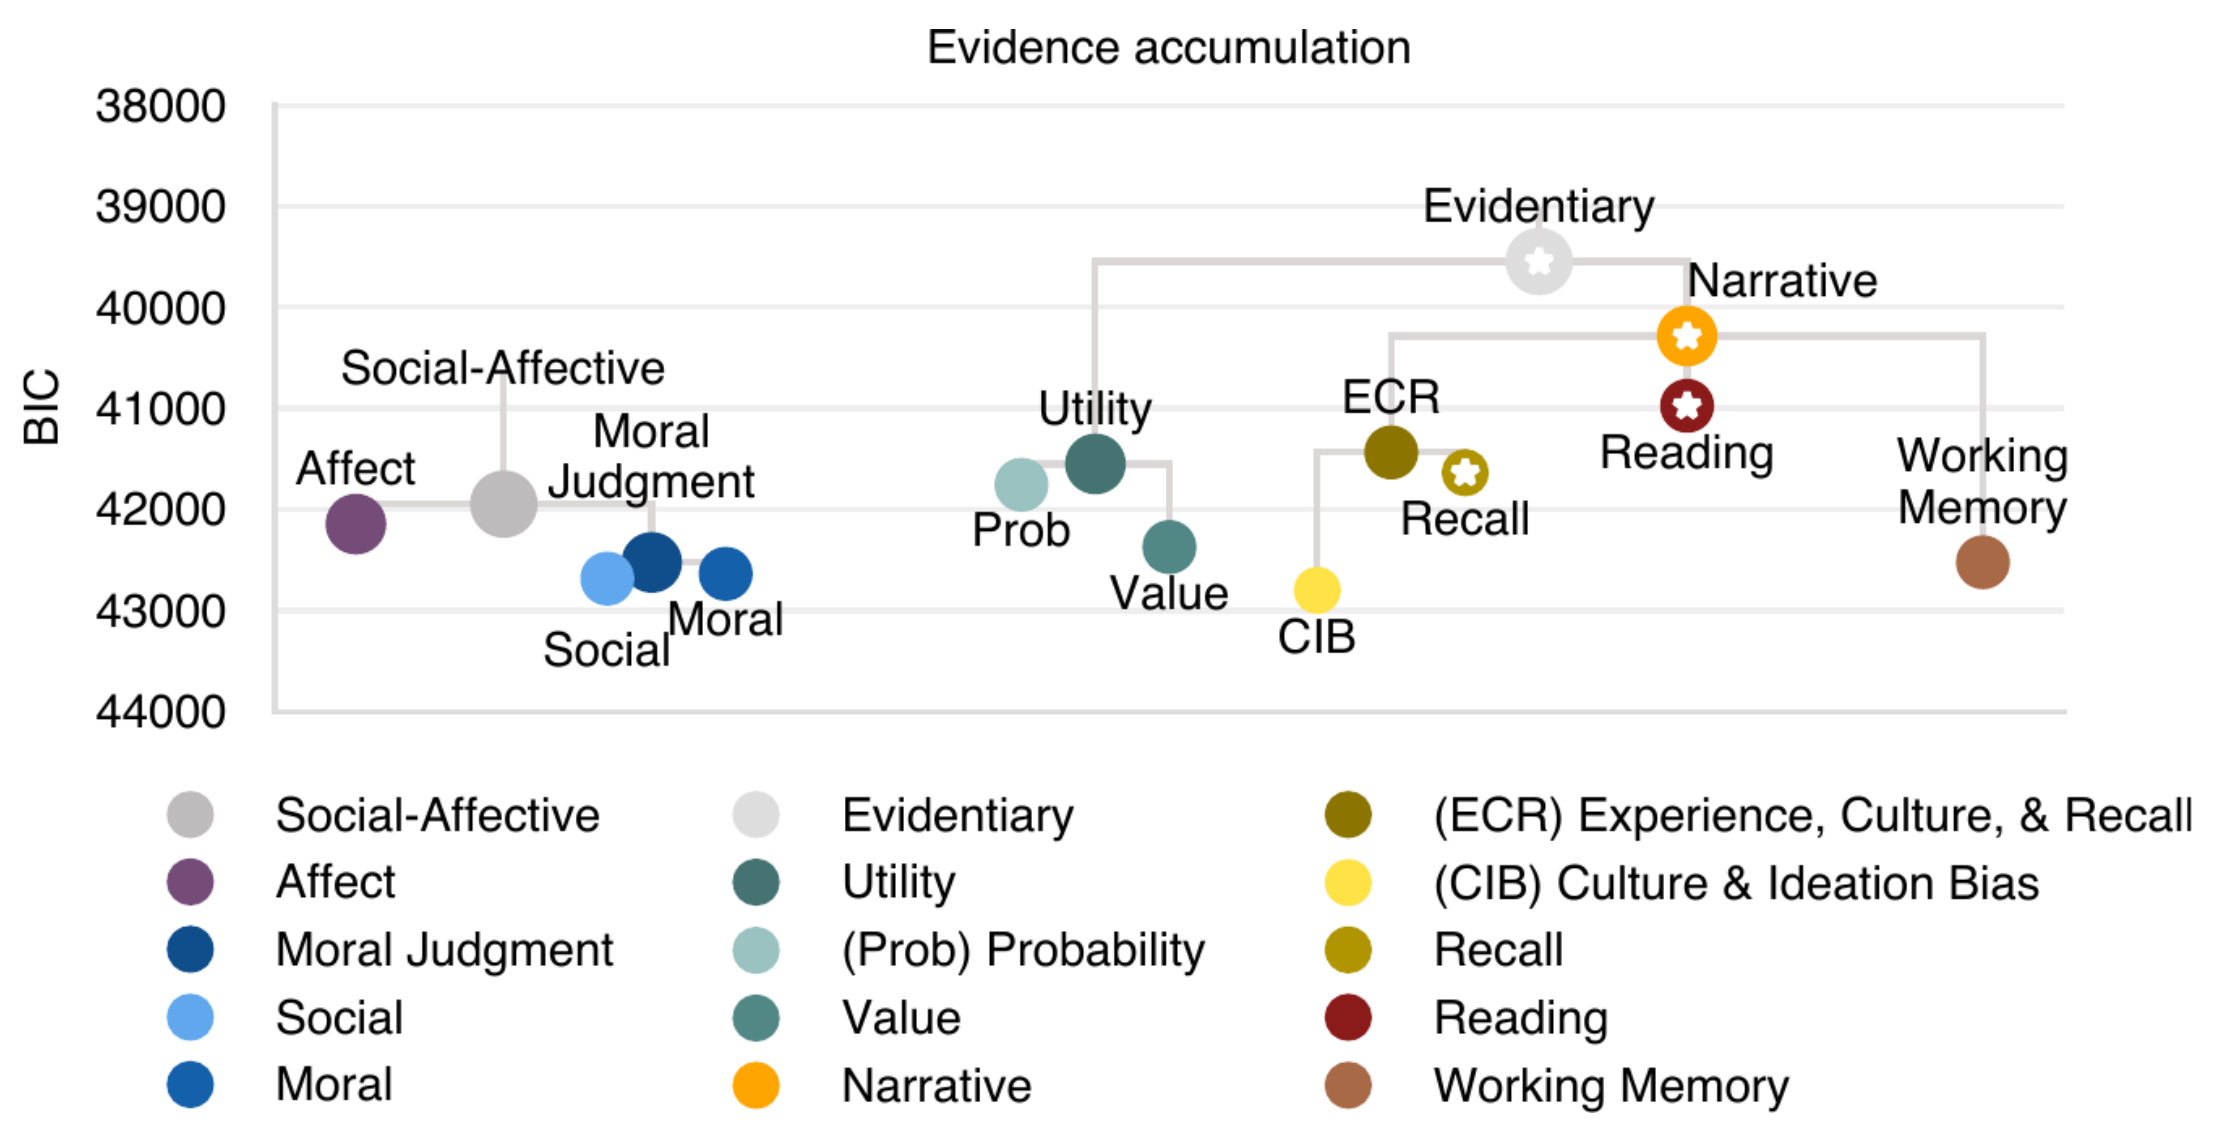 Evidence accumulation
38000
39000
40000
41000
42000
43000
44000
BIC
Evidentiary
Narrative
Social-Affective
ECR
Utility
Moral
Judgment
Affect
Reading
Working
Memory
Recall
Prob
Value
Moral
CIB
Social
Social-Affective
Affect
Moral Judgment
Social
Moral
Evidentiary
Utility
(Prob) Probability
Value
Narrative
(ECR) Experience, Culture, & Recall
(CIB) Culture & Ideation Bias
Recall
Reading
Working Memory